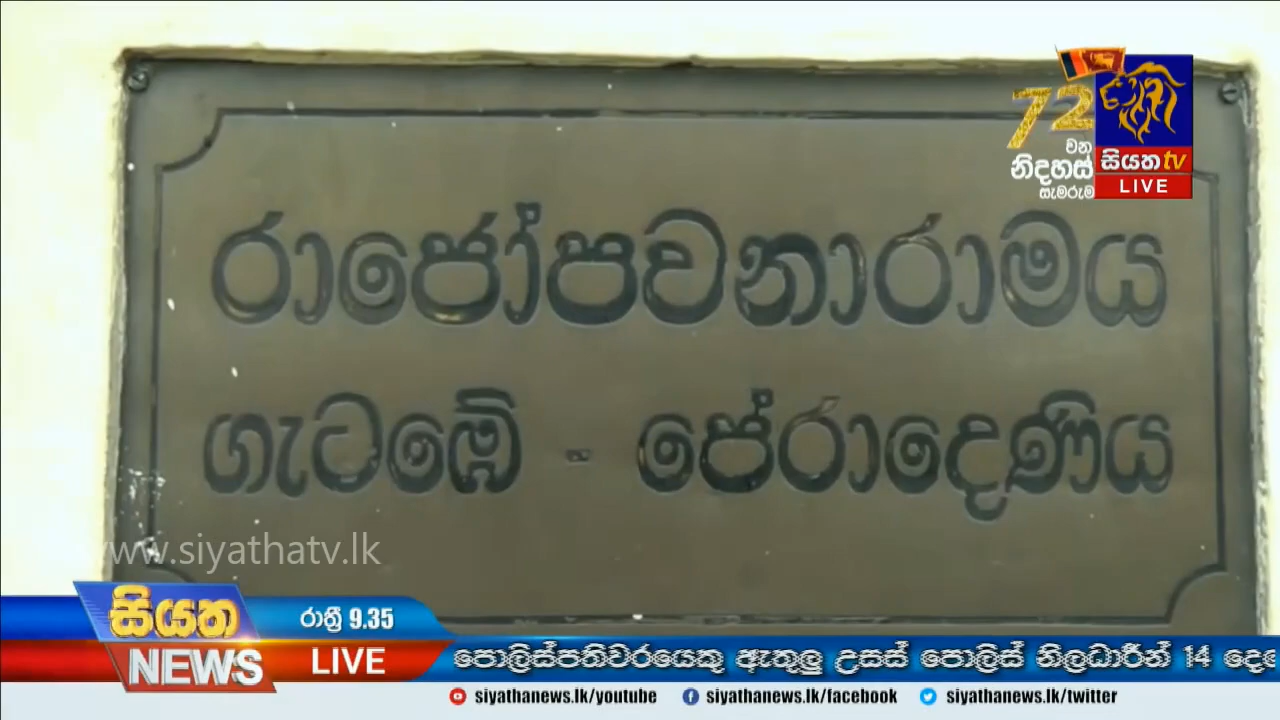 72
වන
නිදහස්
සැමරුම
සියත tv
LIVE
රාජෝපවනාරාමය
ගැටඹේ - පේරාදෙණිය
www.siyathatv.lk
සියත
NEWS
රාත්‍රී 9.35
LIVE
පොලිස්පතිවරයෙකු ඇතුලු උසස් පොලිස් නිලධාරීන් 14
siyathanews.lk/youtube siyathanews.lk/facebook siyathanews.lk/twitter